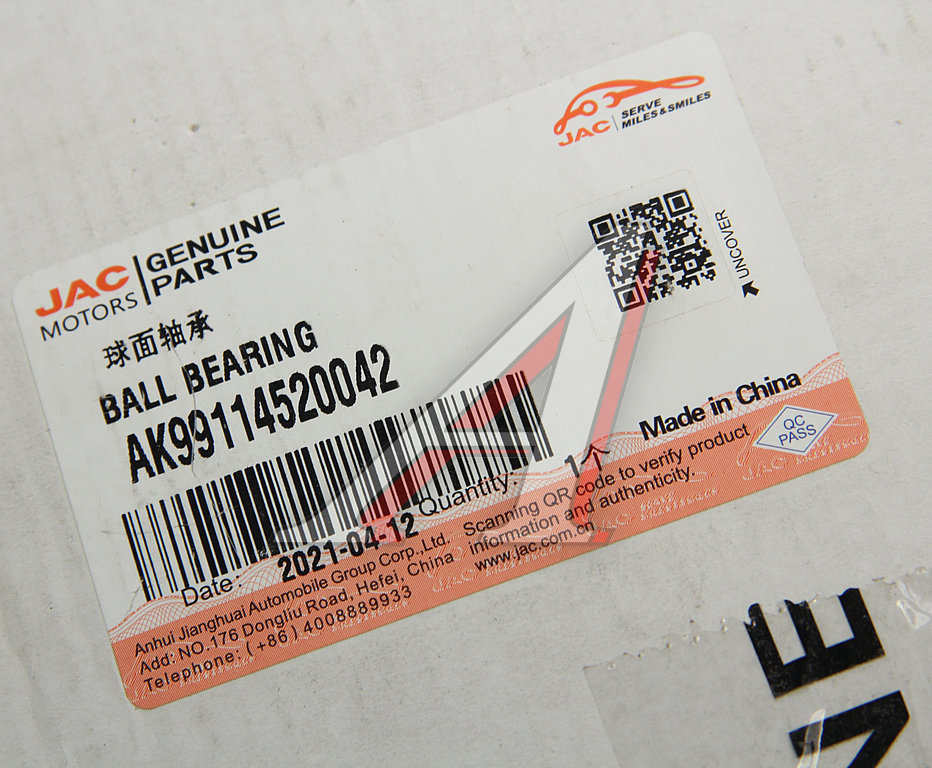 JAC
SERVE
MILES & SMILES
JAC
MOTORS
GENUINE
PARTS
UNCOVER
球面轴承
BALL BEARING
AK99114520042
Made in China
QC
PASS
Quantity: 1个
Date: 2021-04-12
Scanning QR code to verify product
information and authenticity.
www.jac.com.cn
Anhui Jianghuai Automobile Group Corp.,Ltd.
Add: NO.176 Dongliu Road, Hefei, China
Telephone: (+86) 4008889933
NE